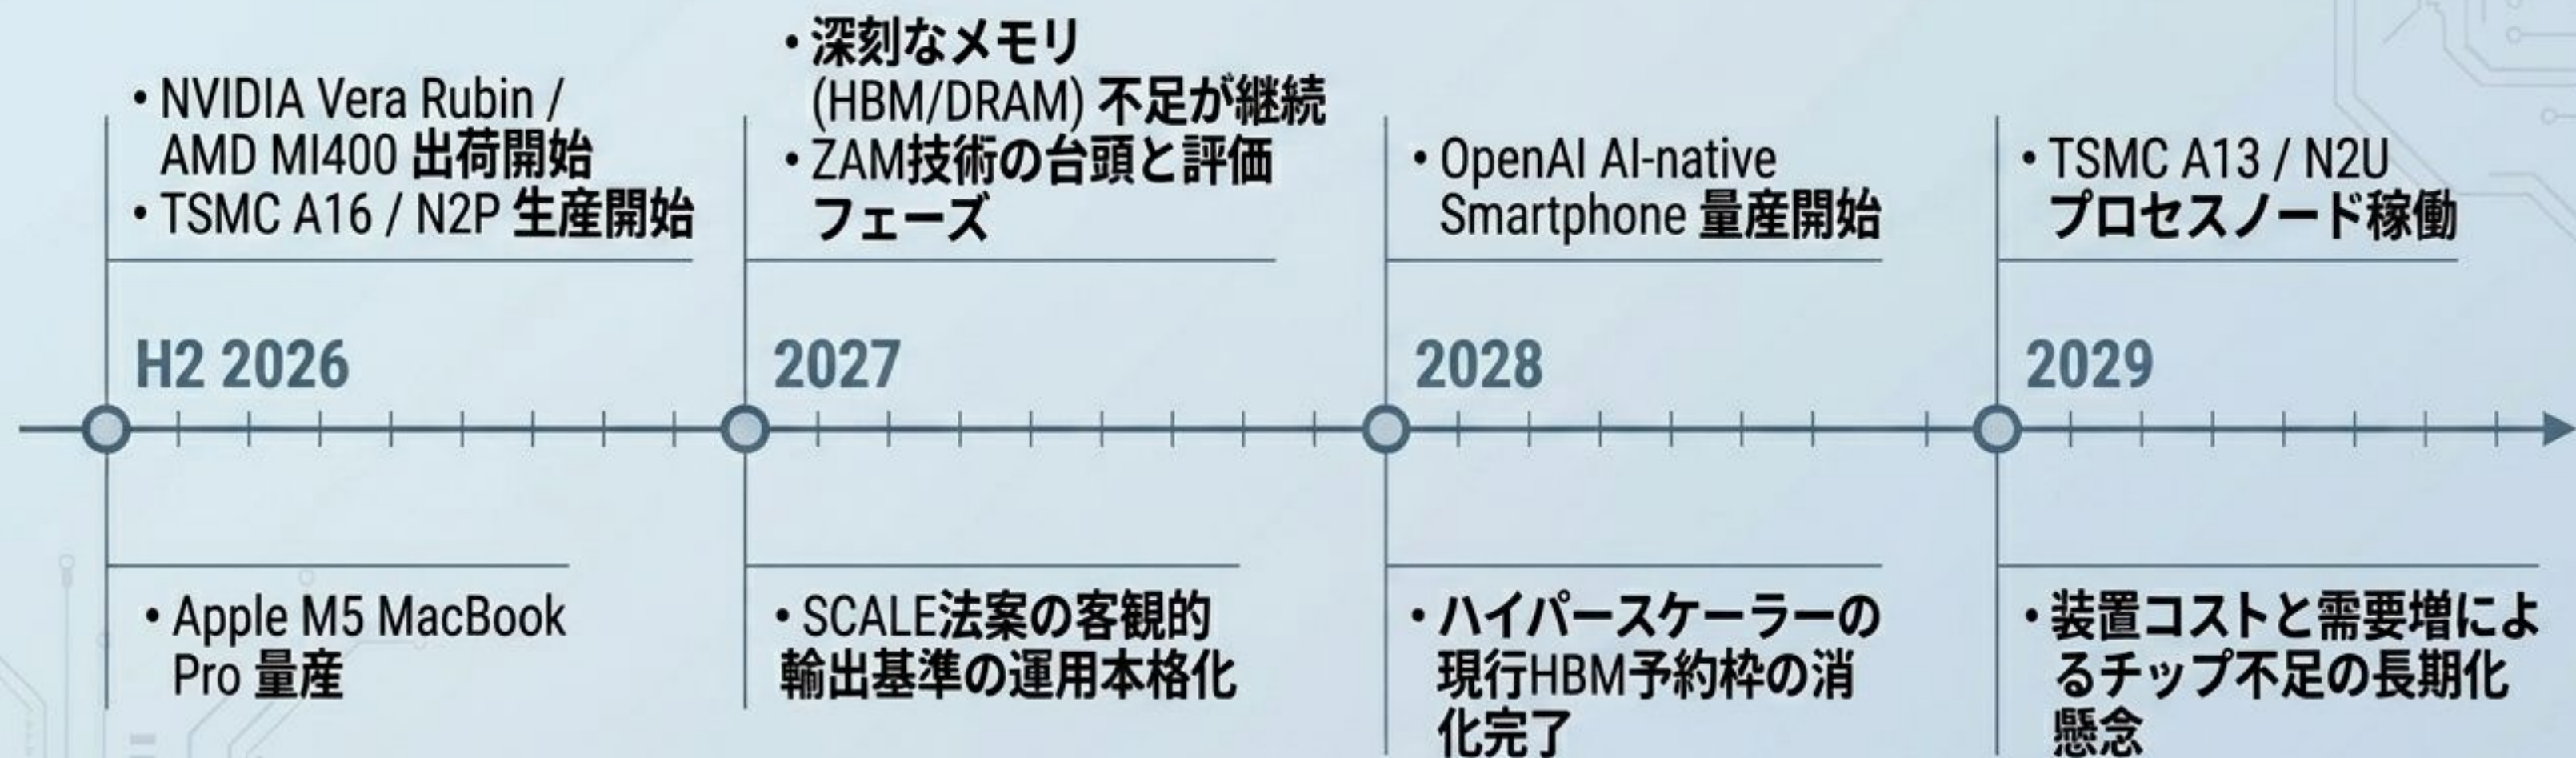 • NVIDIA Vera Rubin /
AMD MI400 出荷開始
• TSMC A16 / N2P 生産開始
H2 2026
• Apple M5 MacBook
Pro 量産
• 深刻なメモリ
(HBM/DRAM) 不足が継続
• ZAM技術の台頭と評価
フェーズ
2027
• SCALE法案の客観的
輸出基準の運用本格化
• OpenAI AI-native
Smartphone 量産開始
2028
• ハイパースケーラーの
現行HBM予約枠の消
化完了
• TSMC A13 / N2U
プロセスノード稼働
2029
• 装置コストと需要増によ
るチップ不足の長期化
懸念